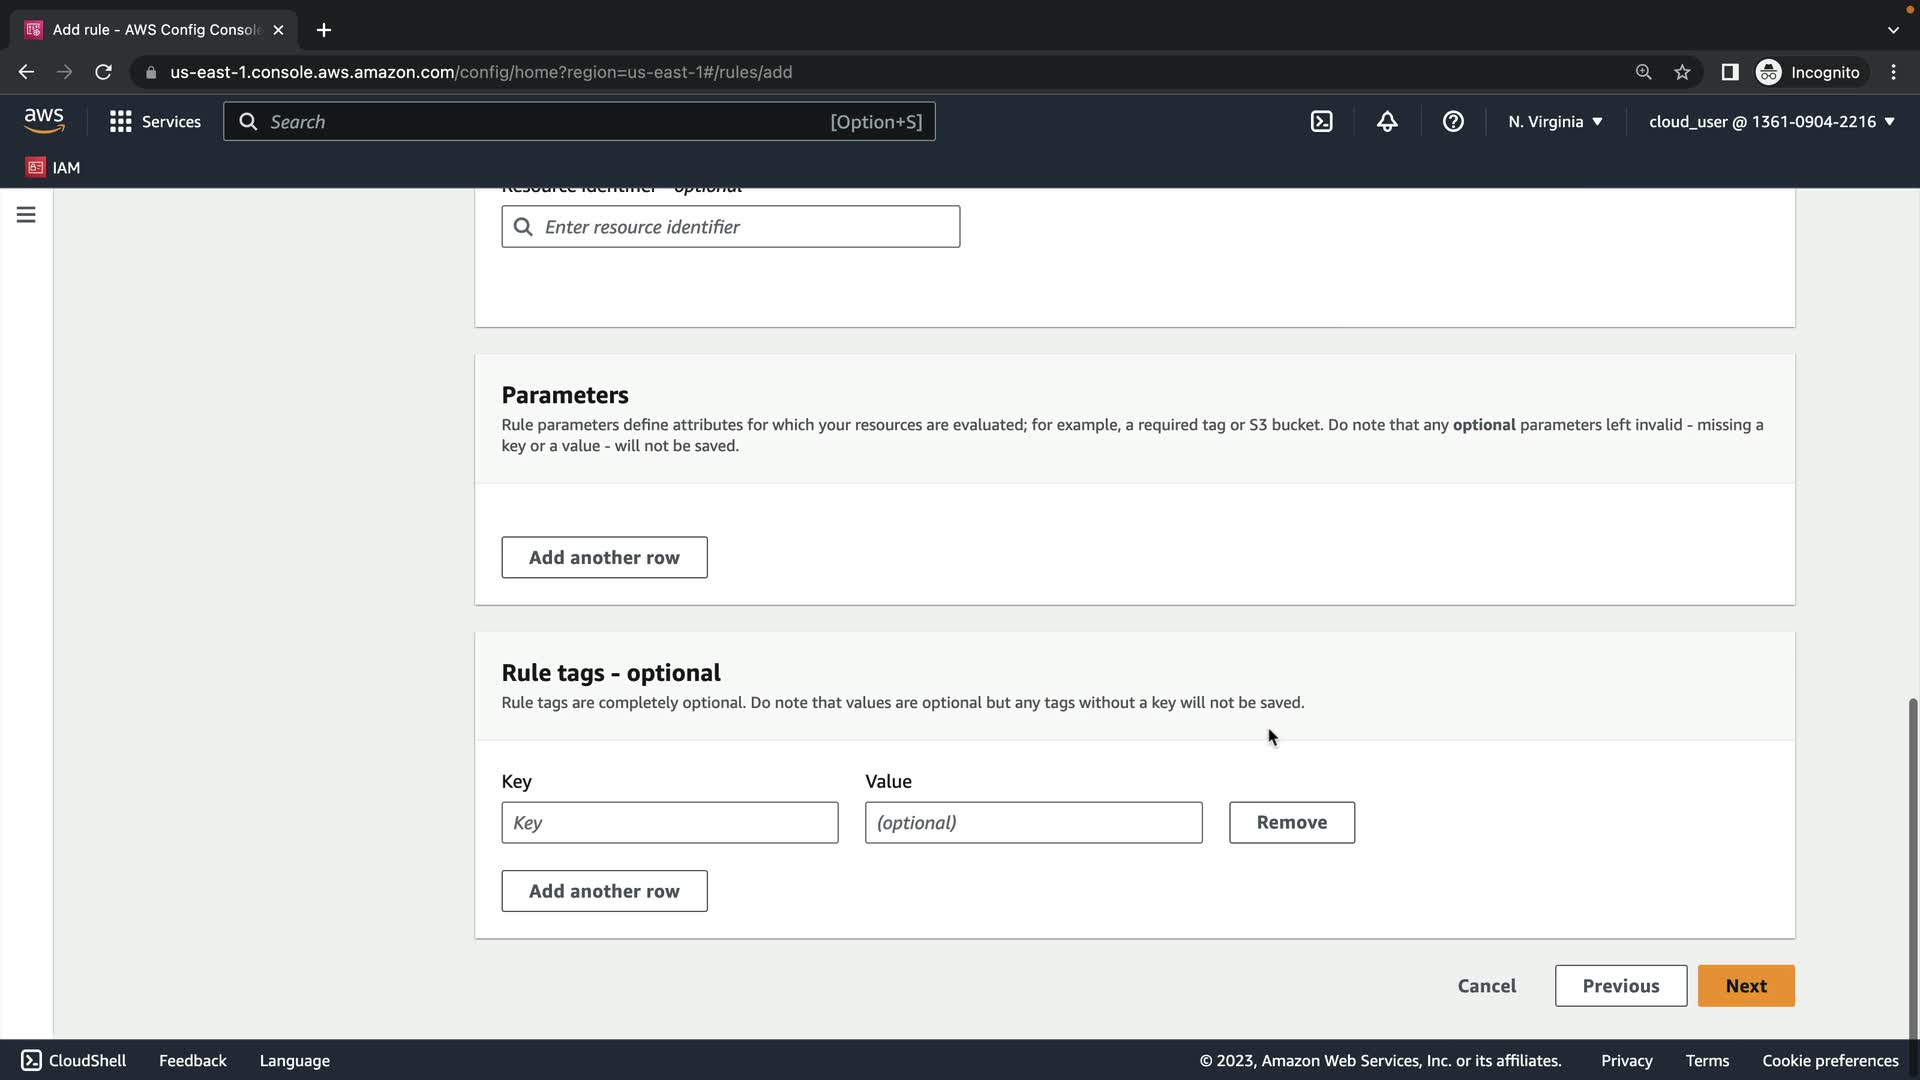 Add rule - AWS Config Console
us-east-1.console.aws.amazon.com/config/home?region=us-east-1#/rules/add
Incognito
aws
Services
Search
[Option+S]
N. Virginia
cloud_user @ 1361-0904-2216
IAM
Resource identifier - optional
Enter resource identifier
Parameters
Rule parameters define attributes for which your resources are evaluated; for example, a required tag or S3 bucket. Do note that any optional parameters left invalid - missing a
key or a value - will not be saved.
Add another row
Rule tags - optional
Rule tags are completely optional. Do note that values are optional but any tags without a key will not be saved.
Key
Value
Key
(optional)
Remove
Add another row
Cancel
Previous
Next
CloudShell
Feedback
Language
© 2023, Amazon Web Services, Inc. or its affiliates.
Privacy
Terms
Cookie preferences